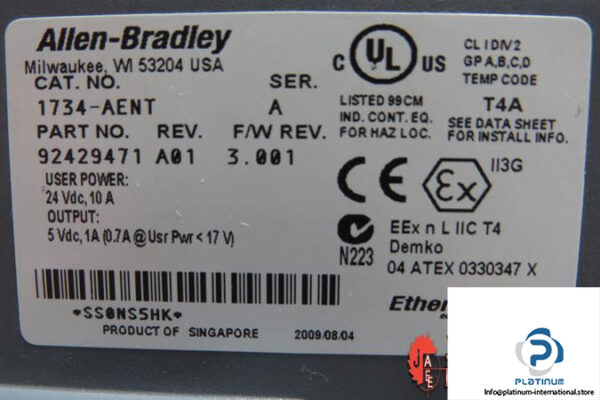 Allen-Bradley
Milwaukee, WI 53204 USA
CAT. NO. SER.
1734-AENT A
PART NO. REV. F/W REV.
92429471 A01 3.001
USER POWER:
24 Vdc, 10 A
OUTPUT:
5 Vdc, 1A (0.7A @ Usr Pwr < 17 V)
*SS0NS5HK*
PRODUCT OF SINGAPORE 2009/08/04
C UL US
LISTED 99CM
IND. CONT. EQ.
FOR HAZ LOC.
CL I DIV 2
GP A,B,C,D
TEMP CODE
T4A
SEE DATA SHEET
FOR INSTALL INFO.
CE Ex II3G
N223
EEx n L IIC T4
Demko
04 ATEX 0330347 X
Ether
JAEE
PLATINUM
Info@platinum-international.store